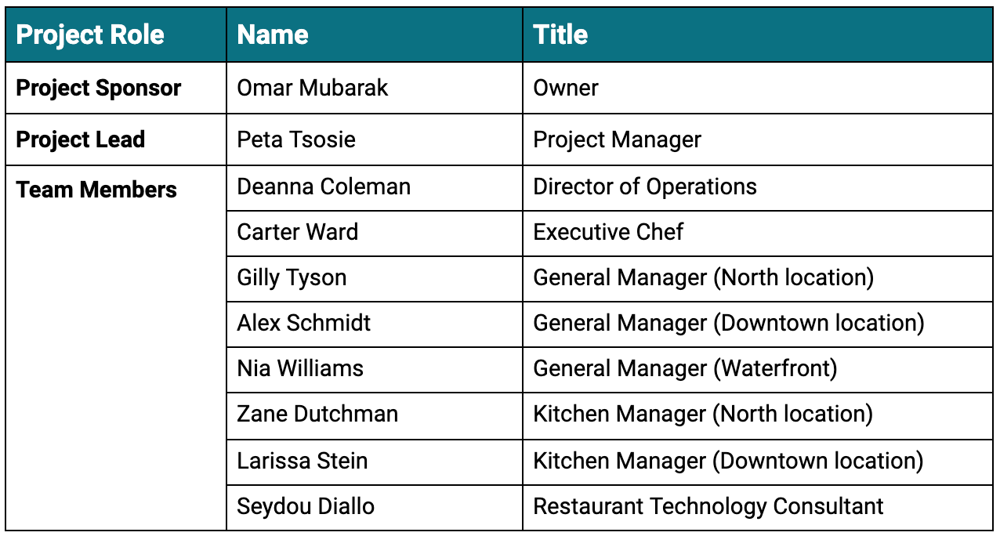 Project Role Name Title
Project Sponsor Omar Mubarak Owner
Project Lead Peta Tsosie Project Manager
Team Members Deanna Coleman Director of Operations
Carter Ward Executive Chef
Gilly Tyson General Manager (North location)
Alex Schmidt General Manager (Downtown location)
Nia Williams General Manager (Waterfront)
Zane Dutchman Kitchen Manager (North location)
Larissa Stein Kitchen Manager (Downtown location)
Seydou Diallo Restaurant Technology Consultant